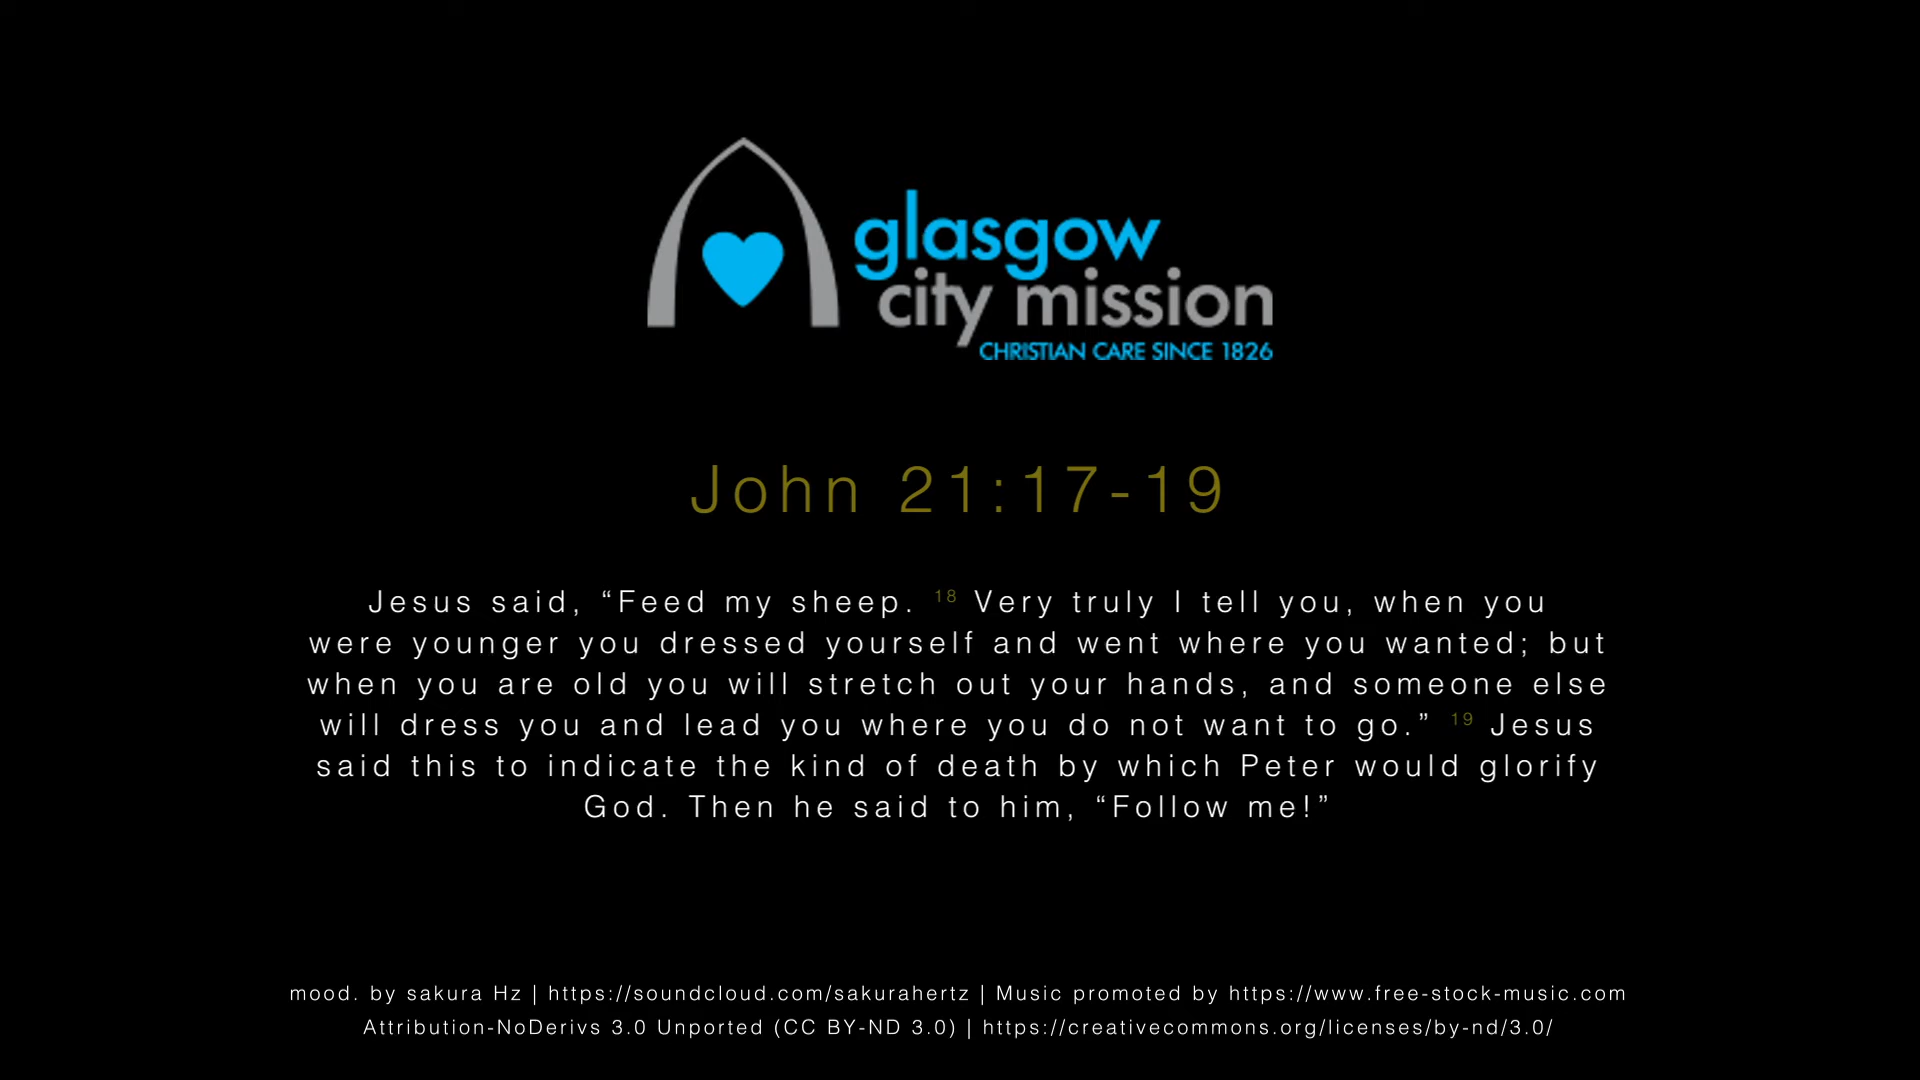 glasgow
city mission
CHRISTIAN CARE SINCE 1826
John 21:17-19
Jesus said, “Feed my sheep. 18 Very truly I tell you, when you
were younger you dressed yourself and went where you wanted; but
when you are old you will stretch out your hands, and someone else
will dress you and lead you where you do not want to go.” 19 Jesus
said this to indicate the kind of death by which Peter would glorify
God. Then he said to him, “Follow me!”
mood. by sakura Hz | https://soundcloud.com/sakurahertz | Music promoted by https://www.free-stock-music.com
Attribution-NoDerivs 3.0 Unported (CC BY-ND 3.0) | https://creativecommons.org/licenses/by-nd/3.0/